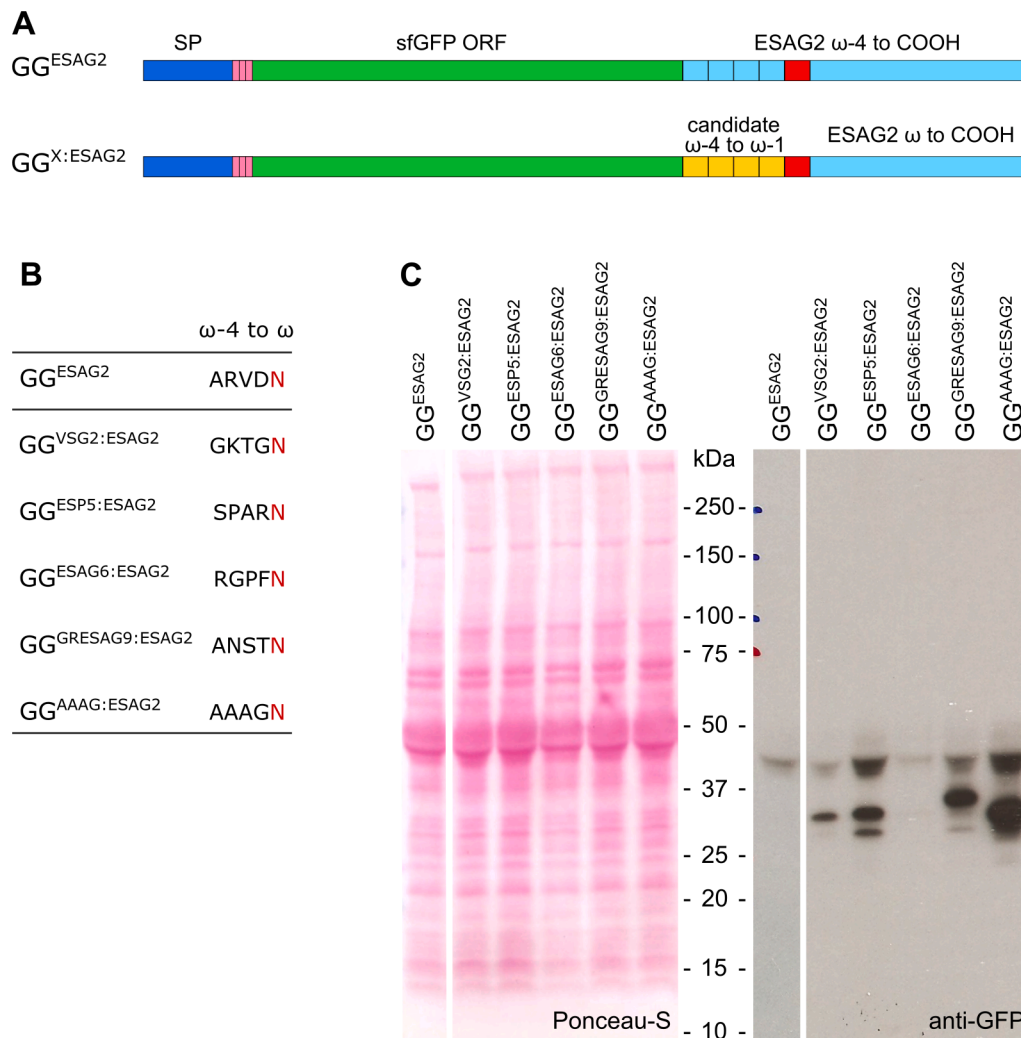 A
SP
sfGFP ORF
ESAG2 ω-4 to COOH
GG^ESAG2
candidate
ω-4 to ω-1
ESAG2 ω to COOH
GG^X:ESAG2
B
ω-4 to ω
GG^ESAG2 ARVDN
GG^VSG2:ESAG2 GKTGN
GG^ESP5:ESAG2 SPARN
GG^ESAG6:ESAG2 RGPFN
GG^GRESAG9:ESAG2 ANSTN
GG^AAAG:ESAG2 AAAGN
C
GG^ESAG2
GG^VSG2:ESAG2
GG^ESP5:ESAG2
GG^ESAG6:ESAG2
GG^GRESAG9:ESAG2
GG^AAAG:ESAG2
GG^ESAG2
GG^VSG2:ESAG2
GG^ESP5:ESAG2
GG^ESAG6:ESAG2
GG^GRESAG9:ESAG2
GG^AAAG:ESAG2
kDa
- 250 -
- 150 -
- 100 -
- 75 -
- 50 -
- 37 -
- 25 -
- 20 -
- 15 -
- 10 -
Ponceau-S
anti-GFP